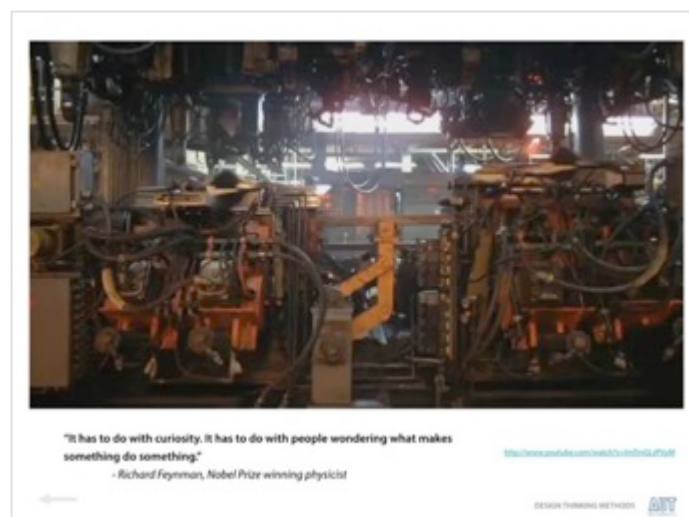 "It has to do with curiosity. It has to do with people wondering what makes
something do something."
- Richard Feynman, Nobel Prize winning physicist
DESIGN THINKING METHODS
AUT